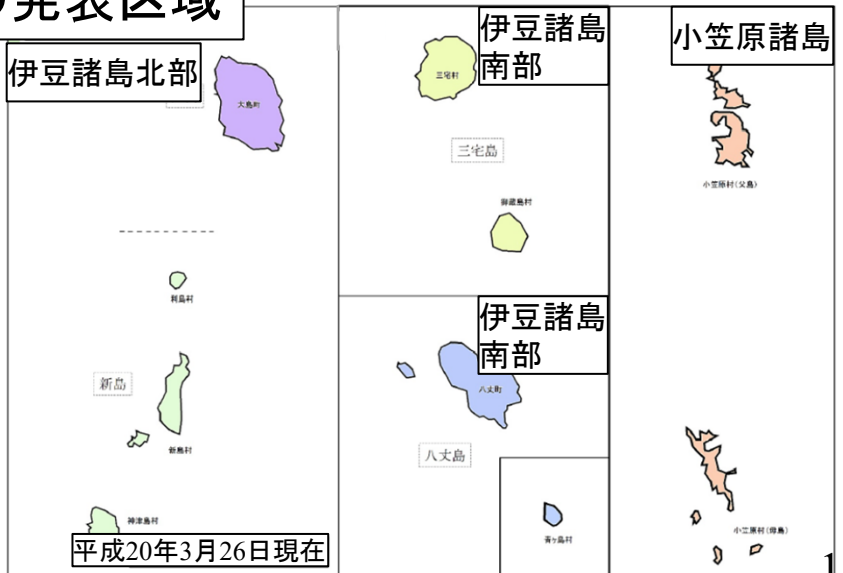 発表区域
伊豆諸島北部
大島町
利島村
新島
新島村
神津島村
平成20年3月26日現在
伊豆諸島
南部
三宅村
三宅島
御蔵島村
伊豆諸島
南部
八丈町
八丈島
青ヶ島村
小笠原諸島
小笠原村(父島)
小笠原村(母島)
1